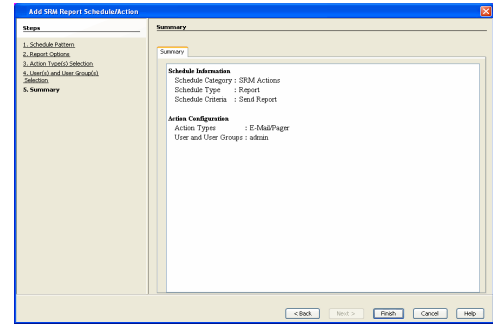 Add SRM Report Schedule/Action
Steps
1. Schedule Pattern
2. Report Options
3. Action Type(s) Selection
4. User(s) and User Group(s)
Selection
5. Summary
Summary
Summary
Schedule Information
Schedule Category : SRM Actions
Schedule Type : Report
Schedule Criteria : Send Report
Action Configuration
Action Types : E-Mail/Pager
User and User Groups : admin
< Back
Next >
Finish
Cancel
Help